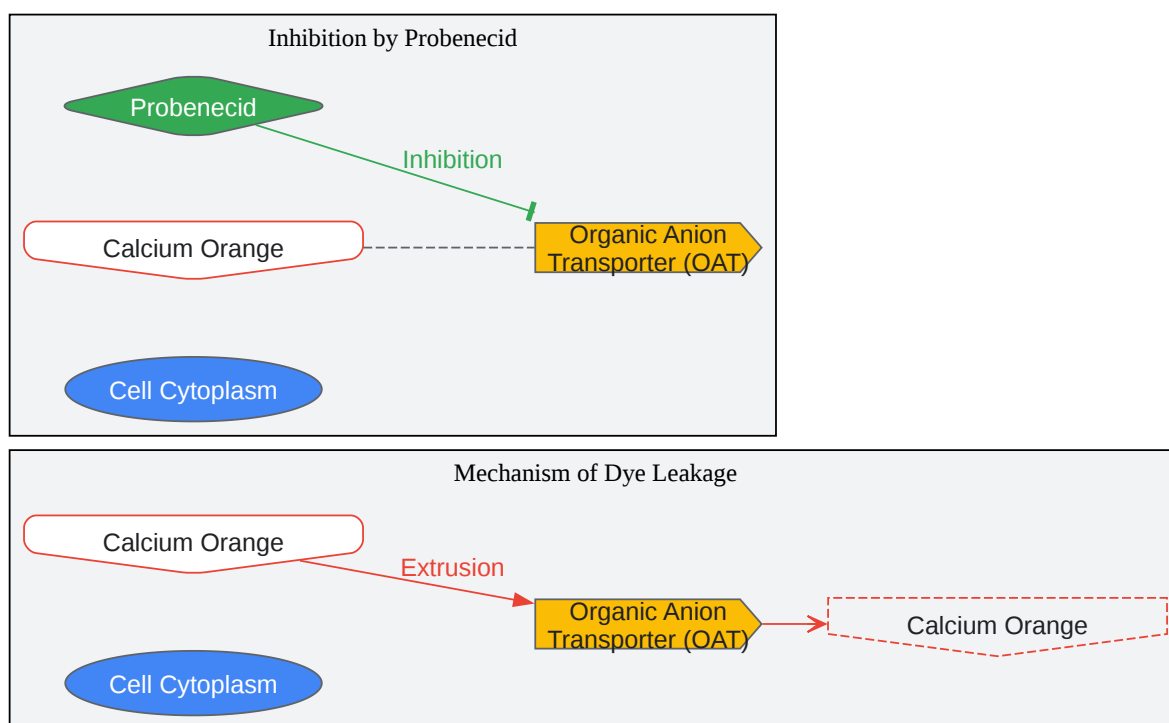 Inhibition by Probenecid
Probenecid
Inhibition
Calcium Orange
Organic Anion
Transporter (OAT)
Cell Cytoplasm
Mechanism of Dye Leakage
Calcium Orange
Extrusion
Organic Anion
Transporter (OAT)
Calcium Orange
Cell Cytoplasm